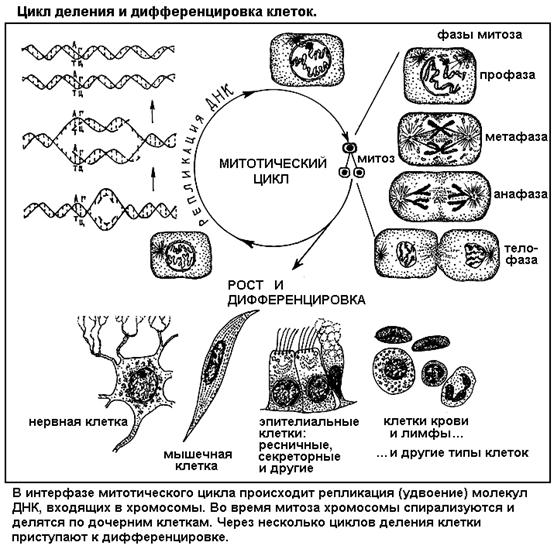 Цикл деления и дифференцировка клеток.
фазы митоза
А Г
Т Ц
А Г
Т Ц
А Г
Т Ц
РЕПЛИКАЦИЯ ДНК
МИТОТИЧЕСКИЙ
ЦИКЛ
МИТОЗ
профаза
метафаза
анафаза
тело-
фаза
РОСТ И
ДИФФЕРЕНЦИРОВКА
нервная клетка
мышечная
клетка
эпителиальные
клетки:
ресничные,
секреторные
и другие
клетки крови
и лимфы...
...и другие типы клеток
В интерфазе митотического цикла происходит репликация (удвоение) молекул
ДНК, входящих в хромосомы. Во время митоза хромосомы спирализуются и
делятся по дочерним клеткам. Через несколько циклов деления клетки
приступают к дифференцировке.